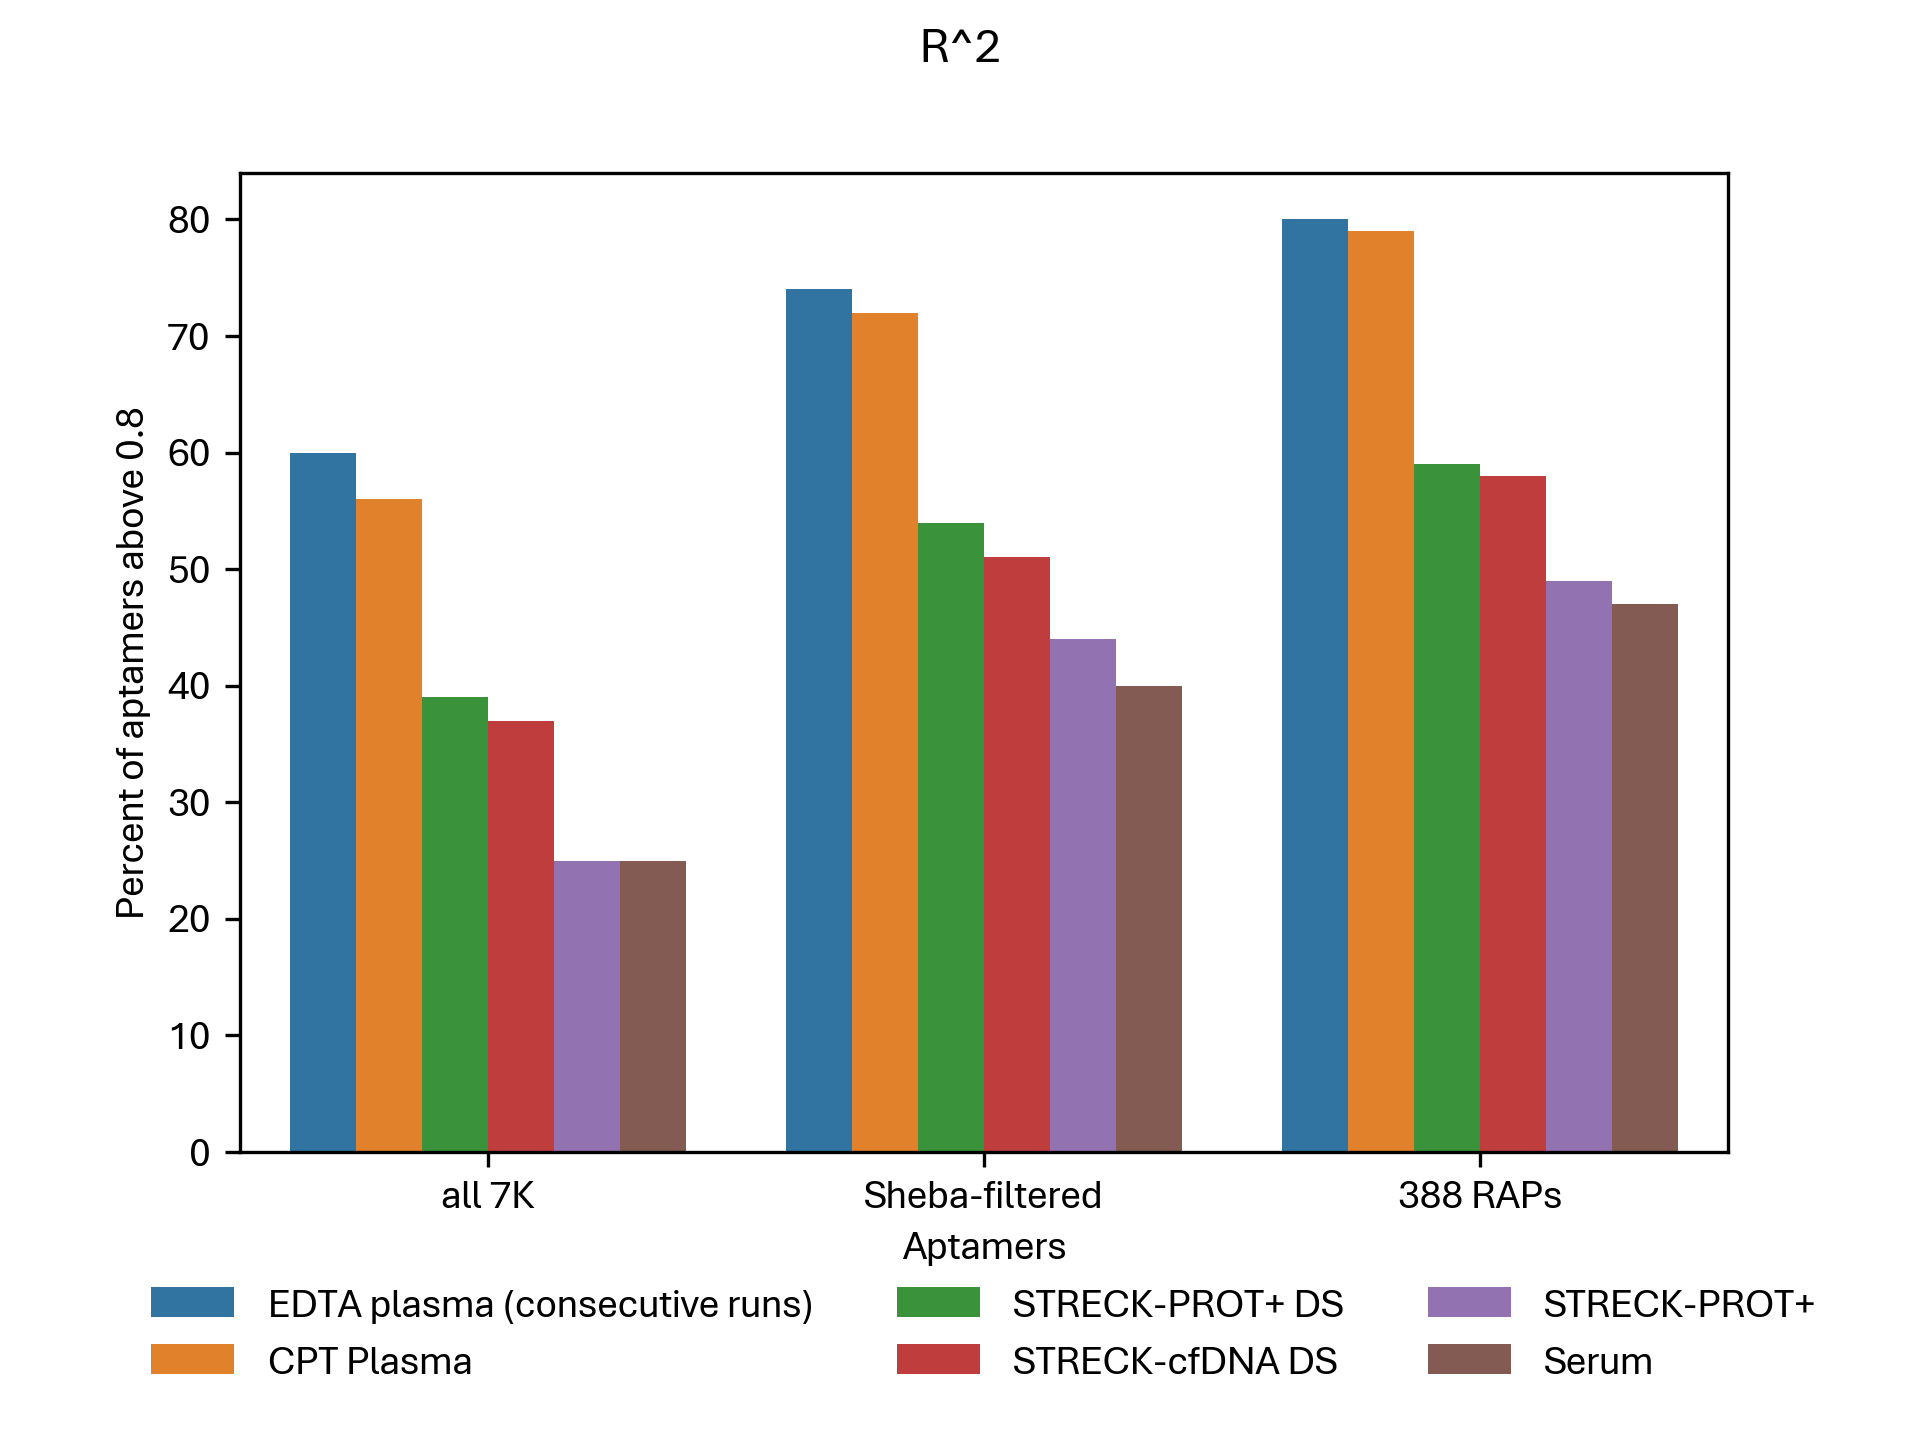 R^2
Percent of aptamers above 0.8
80
70
60
50
40
30
20
10
0
all 7K
Sheba-filtered
388 RAPs
Aptamers
EDTA plasma (consecutive runs)
CPT Plasma
STRECK-PROT+ DS
STRECK-cfDNA DS
STRECK-PROT+
Serum